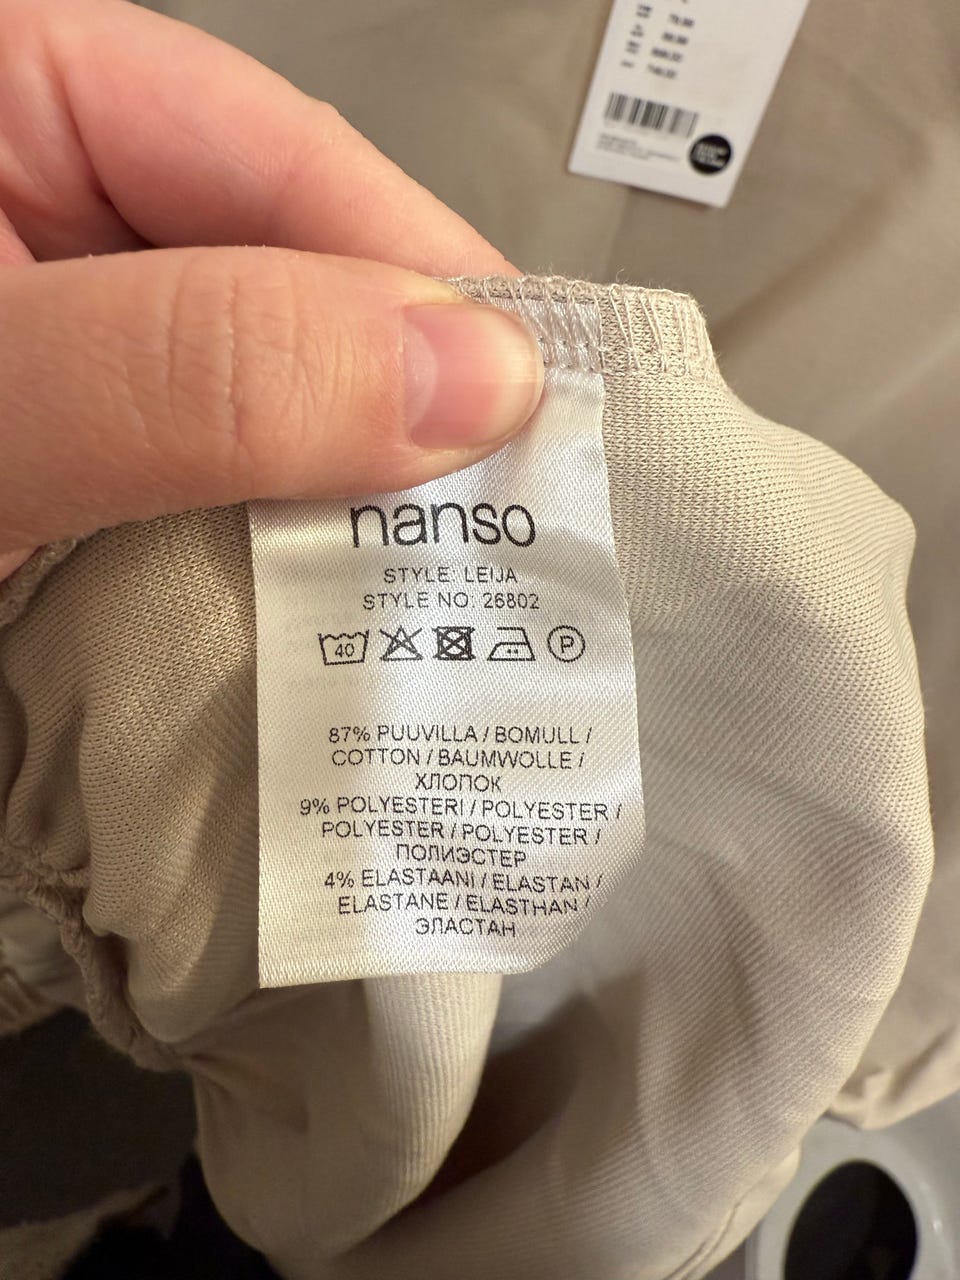 nanso
STYLE: LEIJA
STYLE NO: 26802
40
P
87% PUUVILLA / BOMULL /
COTTON / BAUMWOLLE /
ХЛОПОК
9% POLYESTERI / POLYESTER /
POLYESTER / POLYESTER /
ПОЛИЭСТЕР
4% ELASTAANI / ELASTAN /
ELASTANE / ELASTHAN /
ЭЛАСТАН